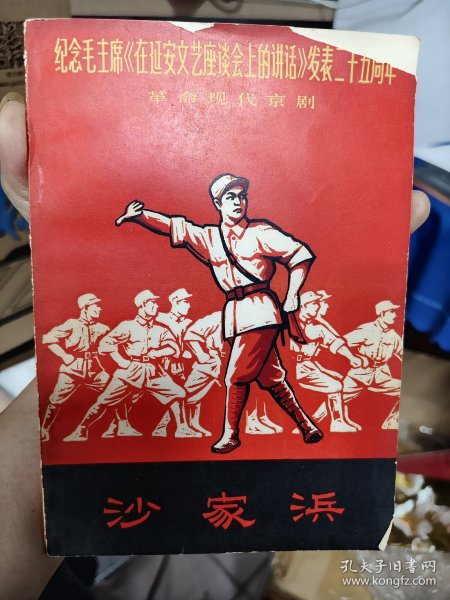 纪念毛主席《在延安文艺座谈会上的讲话》发表二十五周年
革命现代京剧
沙家浜
孔夫子旧书网
www.kongfz.com